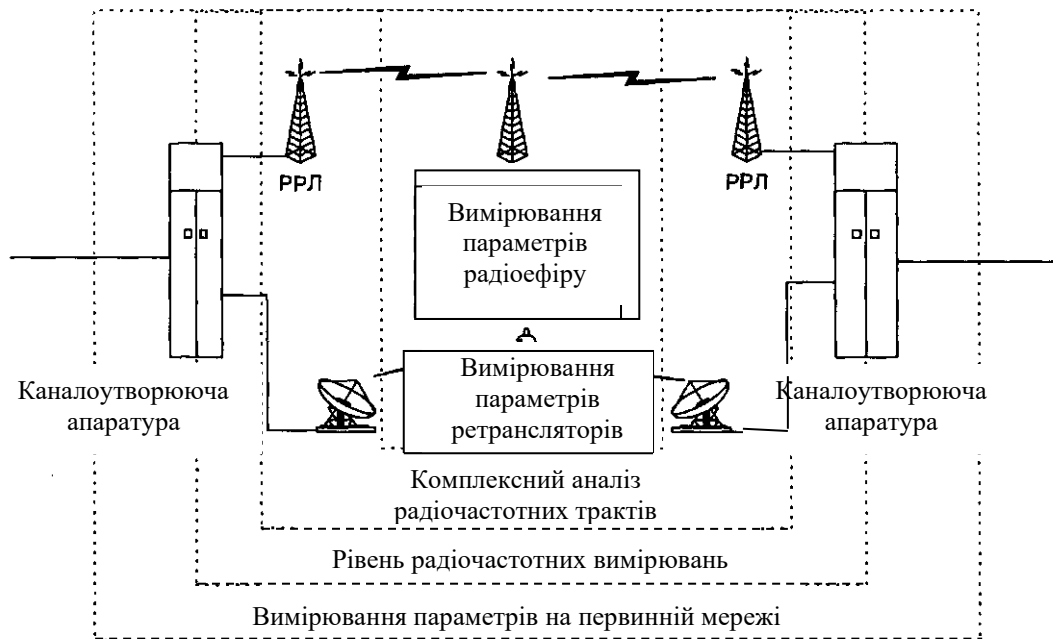 РРЛ
РРЛ
Вимірювання
параметрів
радіоефіру
Каналоутворююча
апаратура
Вимірювання
параметрів
ретрансляторів
Каналоутворююча
апаратура
Комплексний аналіз
радіочастотних трактів
Рівень радіочастотних вимірювань
Вимірювання параметрів на первинній мережі